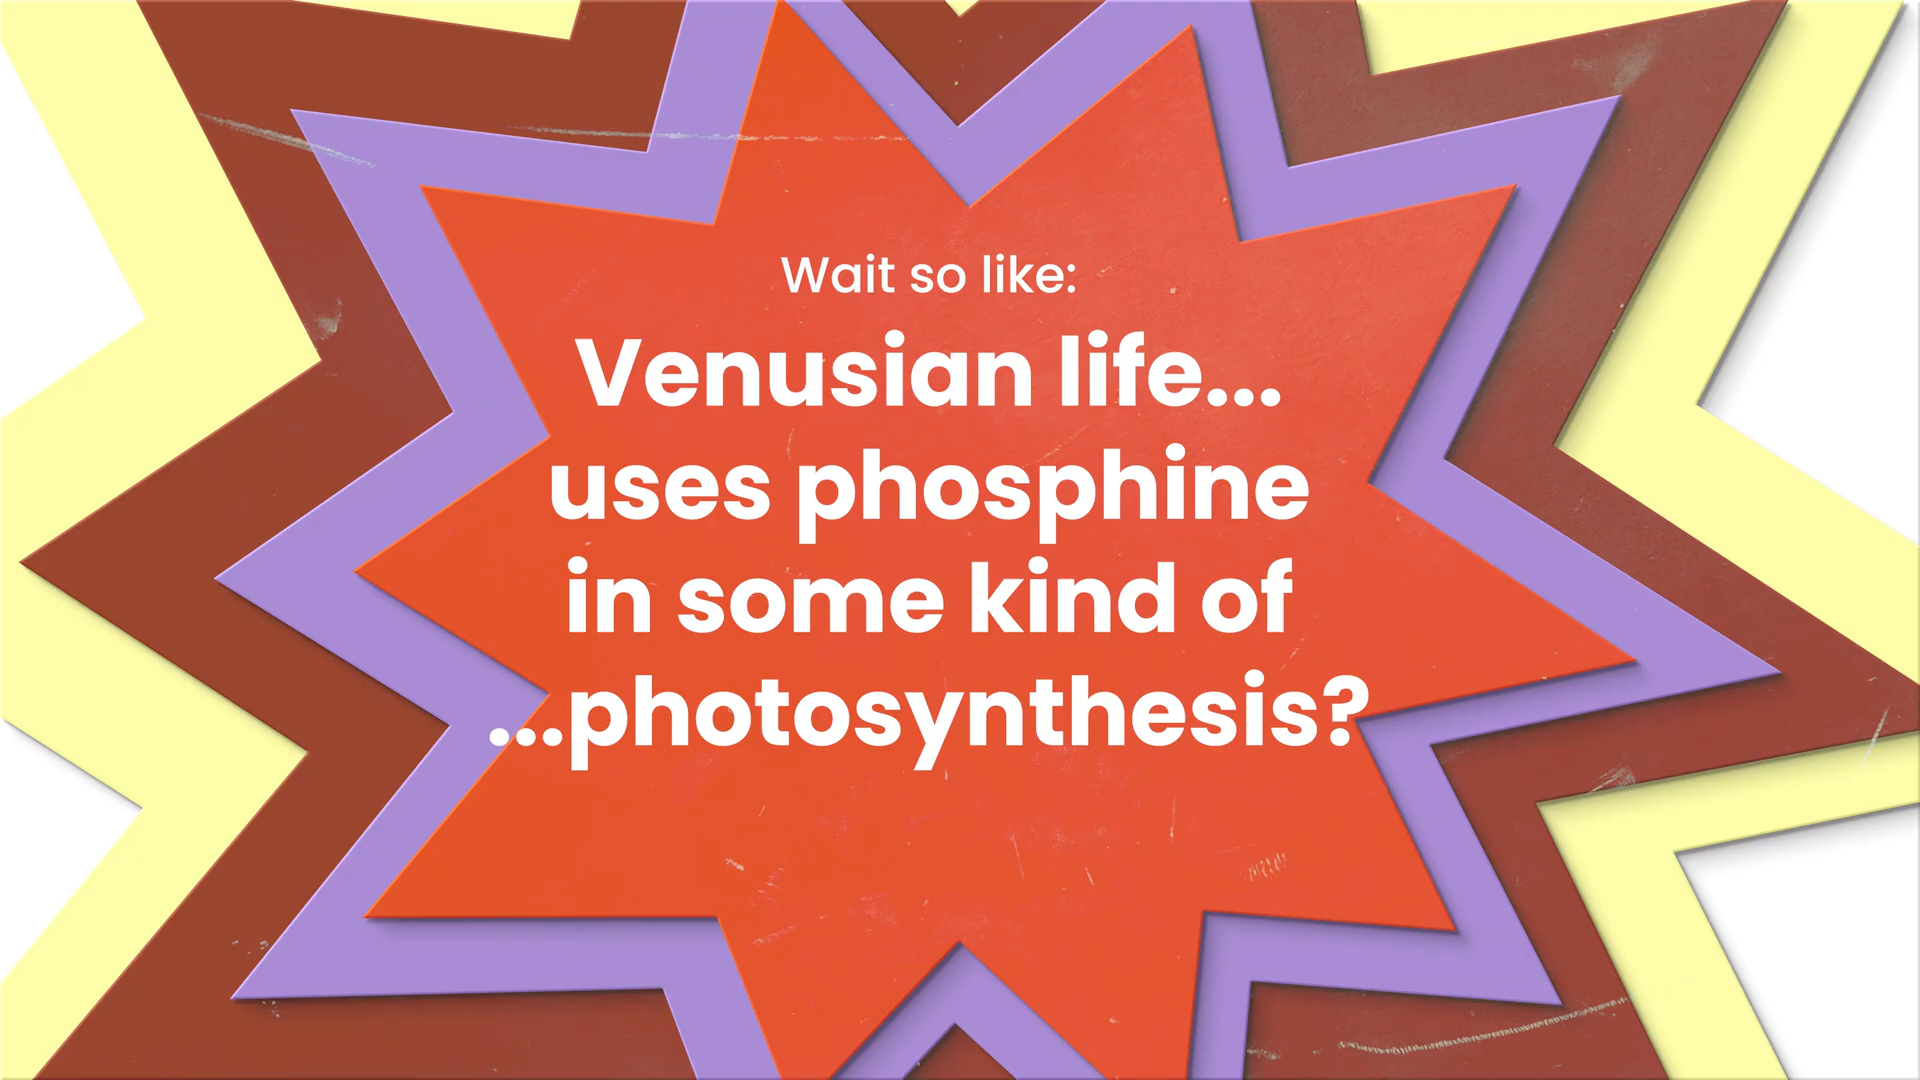 Wait so like:
Venusian life...
uses phosphine
in some kind of
...photosynthesis?